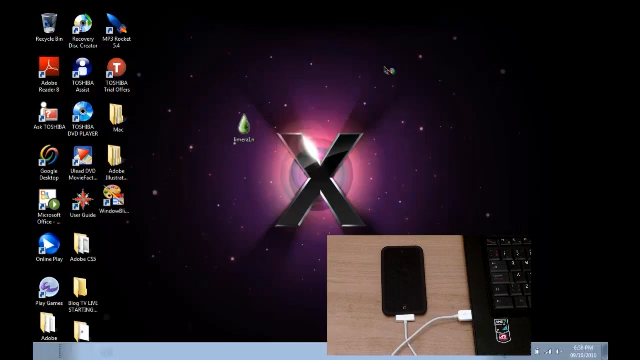 Recycle Bin
Recovery
Disc Creator
MP3 Rocket
5.4
Adobe
Reader 8
TOSHIBA
Assist
TOSHIBA
Trial Offers
Ask TOSHIBA
TOSHIBA
DVD PLAYER
Mac
Google
Desktop
Ulead DVD
MovieFact...
Adobe
Illustrat...
Microsoft
Office - ...
User Guide
WindowBli...
Online Play
Adobe CS5
Play Games
Blog TV LIVE
STARTING...
Adobe
X